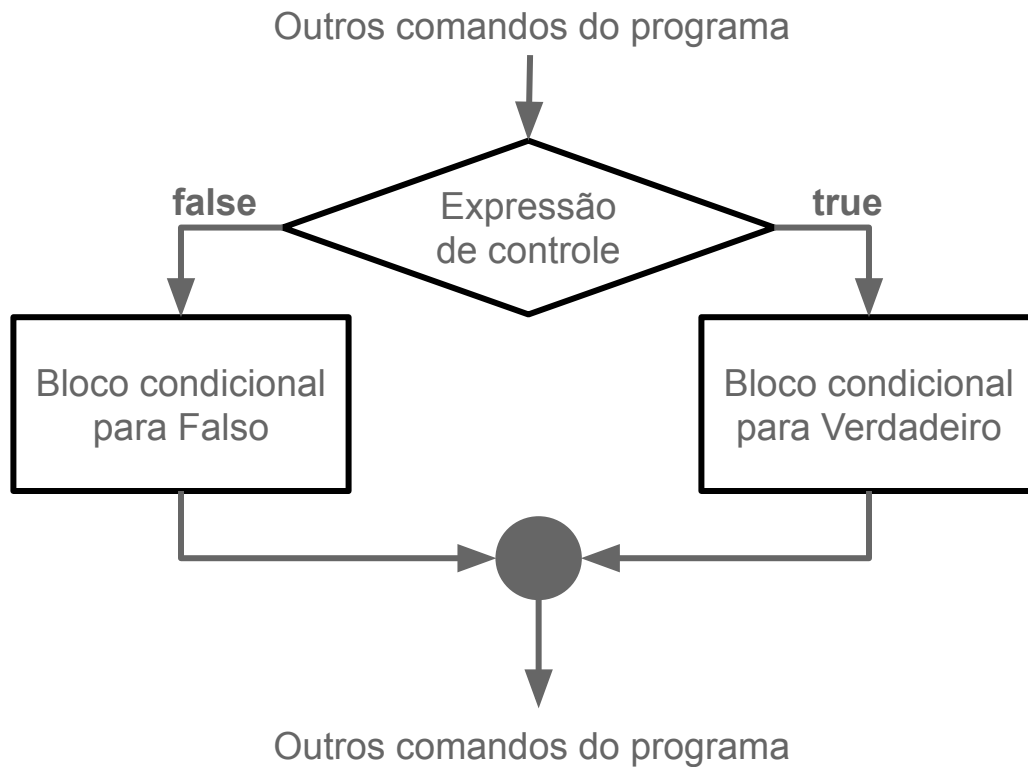 Outros comandos do programa
false
true
Expressão
de controle
Bloco condicional
para Falso
Bloco condicional
para Verdadeiro
Outros comandos do programa